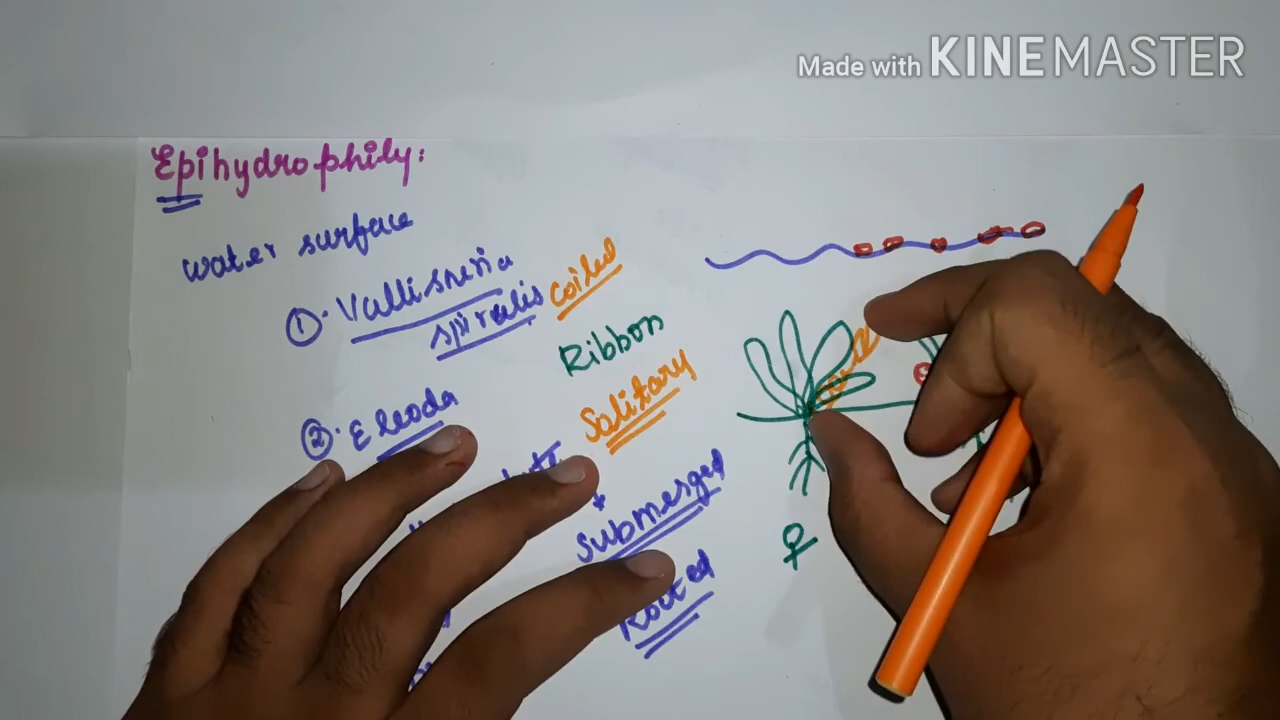 Made with KINEMASTER
Epihydrophily:
water surface
①. Vallisneria
spiralis coiled
Ribbon
②. Eleoda
Solitary
+
Submerged
Rooted
♀